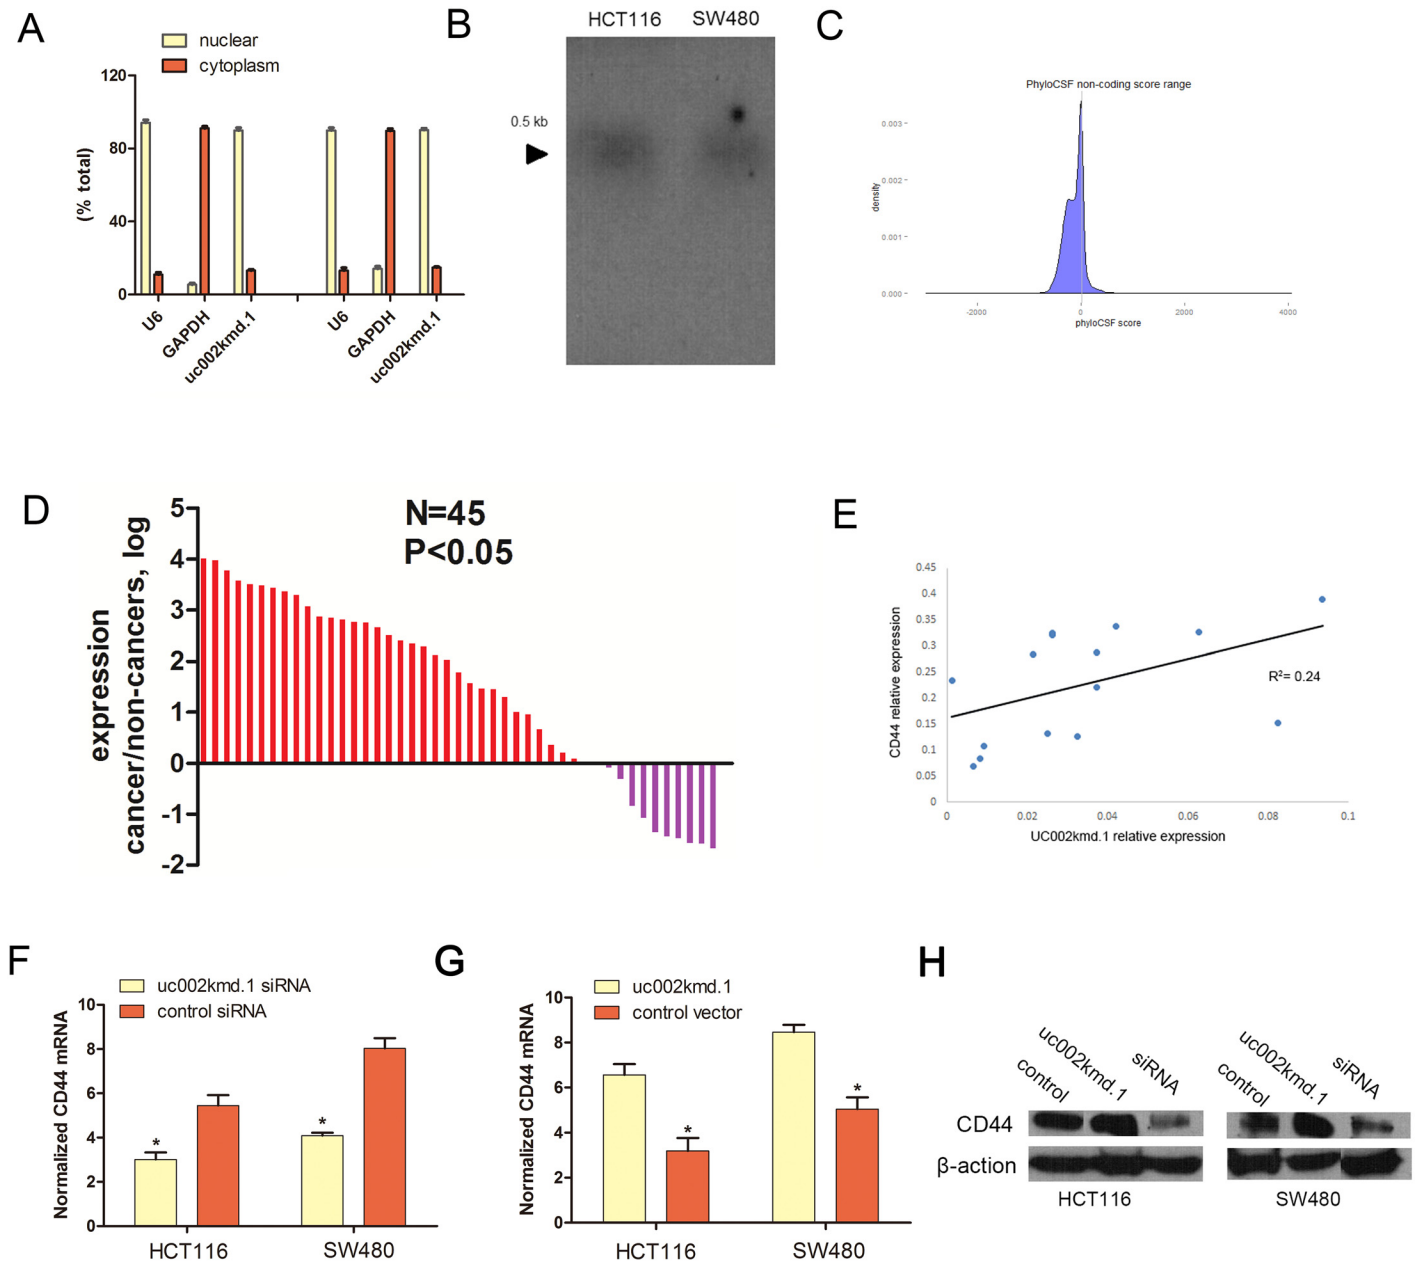 A
nuclear
cytoplasm
120
80
40
0
(% total)
U6
GAPDH
uc002kmd.1
U6
GAPDH
uc002kmd.1
B
HCT116
SW480
0.5 kb
C
PhyloCSF non-coding score range
0.003
0.002
0.001
0.000
density
-2000
0
2000
4000
phyloCSF score
D
N=45
P<0.05
5
4
3
2
1
0
-1
-2
expression
cancer/non-cancers, log
E
0.45
0.4
0.35
0.3
0.25
0.2
0.15
0.1
0.05
0
CD44 relative expression
R²= 0.24
0
0.02
0.04
0.06
0.08
0.1
UC002kmd.1 relative expression
F
uc002kmd.1 siRNA
control siRNA
10
8
6
4
2
0
Normalized CD44 mRNA
*
*
HCT116
SW480
G
uc002kmd.1
control vector
10
8
6
4
2
0
Normalized CD44 mRNA
*
*
HCT116
SW480
H
control
uc002kmd.1
siRNA
control
uc002kmd.1
siRNA
CD44
β-action
HCT116
SW480